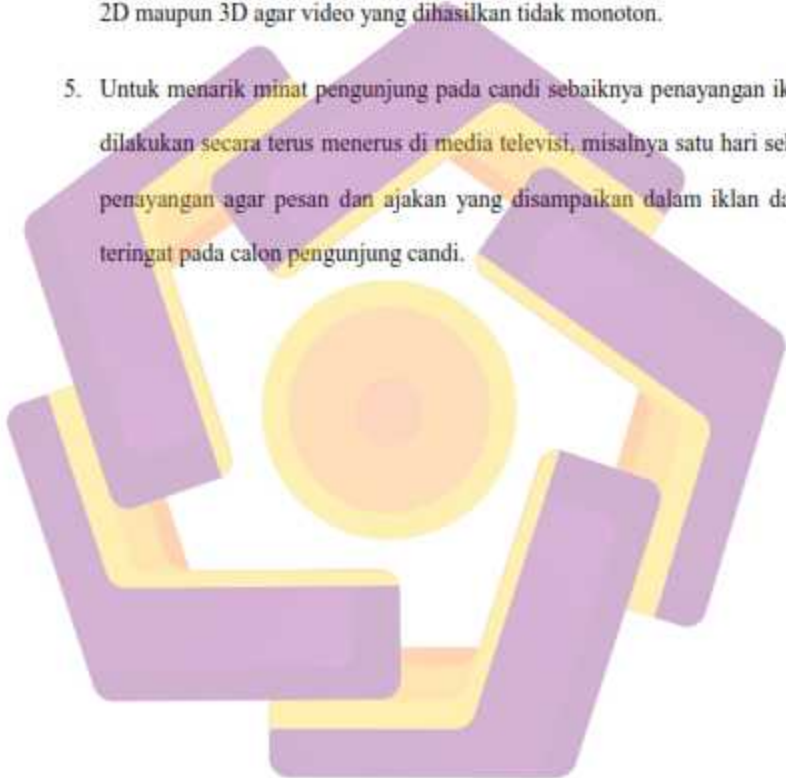 2D maupun 3D agar video yang dihasilkan tidak monoton.
5. Untuk menarik minat pengunjung pada candi sebaiknya penayangan
dilakukan secara terus menerus di media televisi, misalnya satu hari
penayangan agar pesan dan ajakan yang disampaikan dalam iklan
teringat pada calon pengunjung candi.